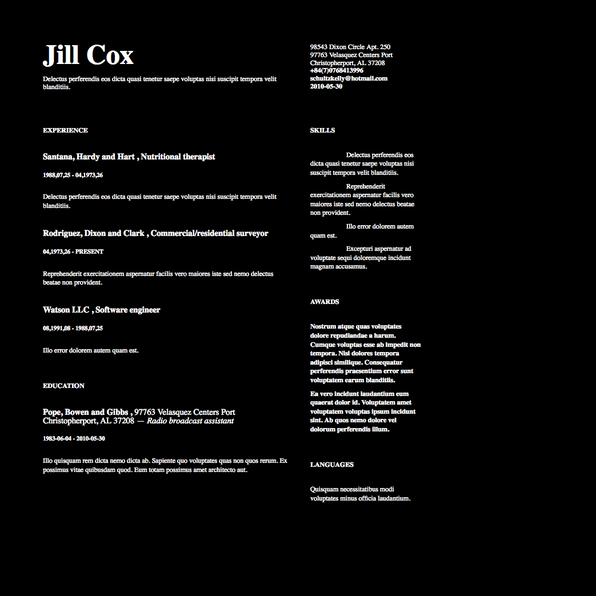 Jill Cox
Delectus perferendis eos dicta quasi tenetur saepe voluptas nisi suscipit tempora velit
blanditiis.
98543 Dixon Circle Apt. 250
97763 Velasquez Centers Port
Christopherport, AL 37208
+84(7)0768413996
schultzkelly@hotmail.com
2010-05-30
EXPERIENCE
Santana, Hardy and Hart , Nutritional therapist
1988,07,25 - 04,1973,26
Delectus perferendis eos dicta quasi tenetur saepe voluptas nisi suscipit tempora velit
blanditiis.
Rodriguez, Dixon and Clark , Commercial/residential surveyor
04,1973,26 - PRESENT
Reprehenderit exercitationem aspernatur facilis vero maiores iste sed nemo delectus
beatae non provident.
Watson LLC , Software engineer
08,1991,08 - 1988,07,25
Illo error dolorem autem quam est.
EDUCATION
Pope, Bowen and Gibbs , 97763 Velasquez Centers Port
Christopherport, AL 37208 — Radio broadcast assistant
1983-06-04 - 2010-05-30
Illo quisquam rem dicta nemo dicta ab. Sapiente quo voluptates quas non quos rerum. Ex
possimus vitae quibusdam quod. Eum totam possimus amet architecto aut.
SKILLS
Delectus perferendis eos
dicta quasi tenetur saepe voluptas nisi
suscipit tempora velit blanditiis.
Reprehenderit
exercitationem aspernatur facilis vero
maiores iste sed nemo delectus beatae
non provident.
Illo error dolorem autem
quam est.
Excepturi aspernatur ad
voluptate sequi doloremque incidunt
magnam accusamus.
AWARDS
Nostrum atque quas voluptates
dolore repudiandae a harum.
Cumque voluptas esse ab impedit non
tempora. Nisi dolores tempora
adipisci similique. Consequatur
perferendis praesentium error sunt
voluptatem earum blanditiis.
Ea vero incidunt laudantium eum
quaerat dolor id. Voluptatem amet
voluptatem voluptas ipsum incidunt
sint. Ab quos nemo dolore vel
dolorum perferendis illum.
LANGUAGES
Quisquam necessitatibus modi
voluptates minus officia laudantium.